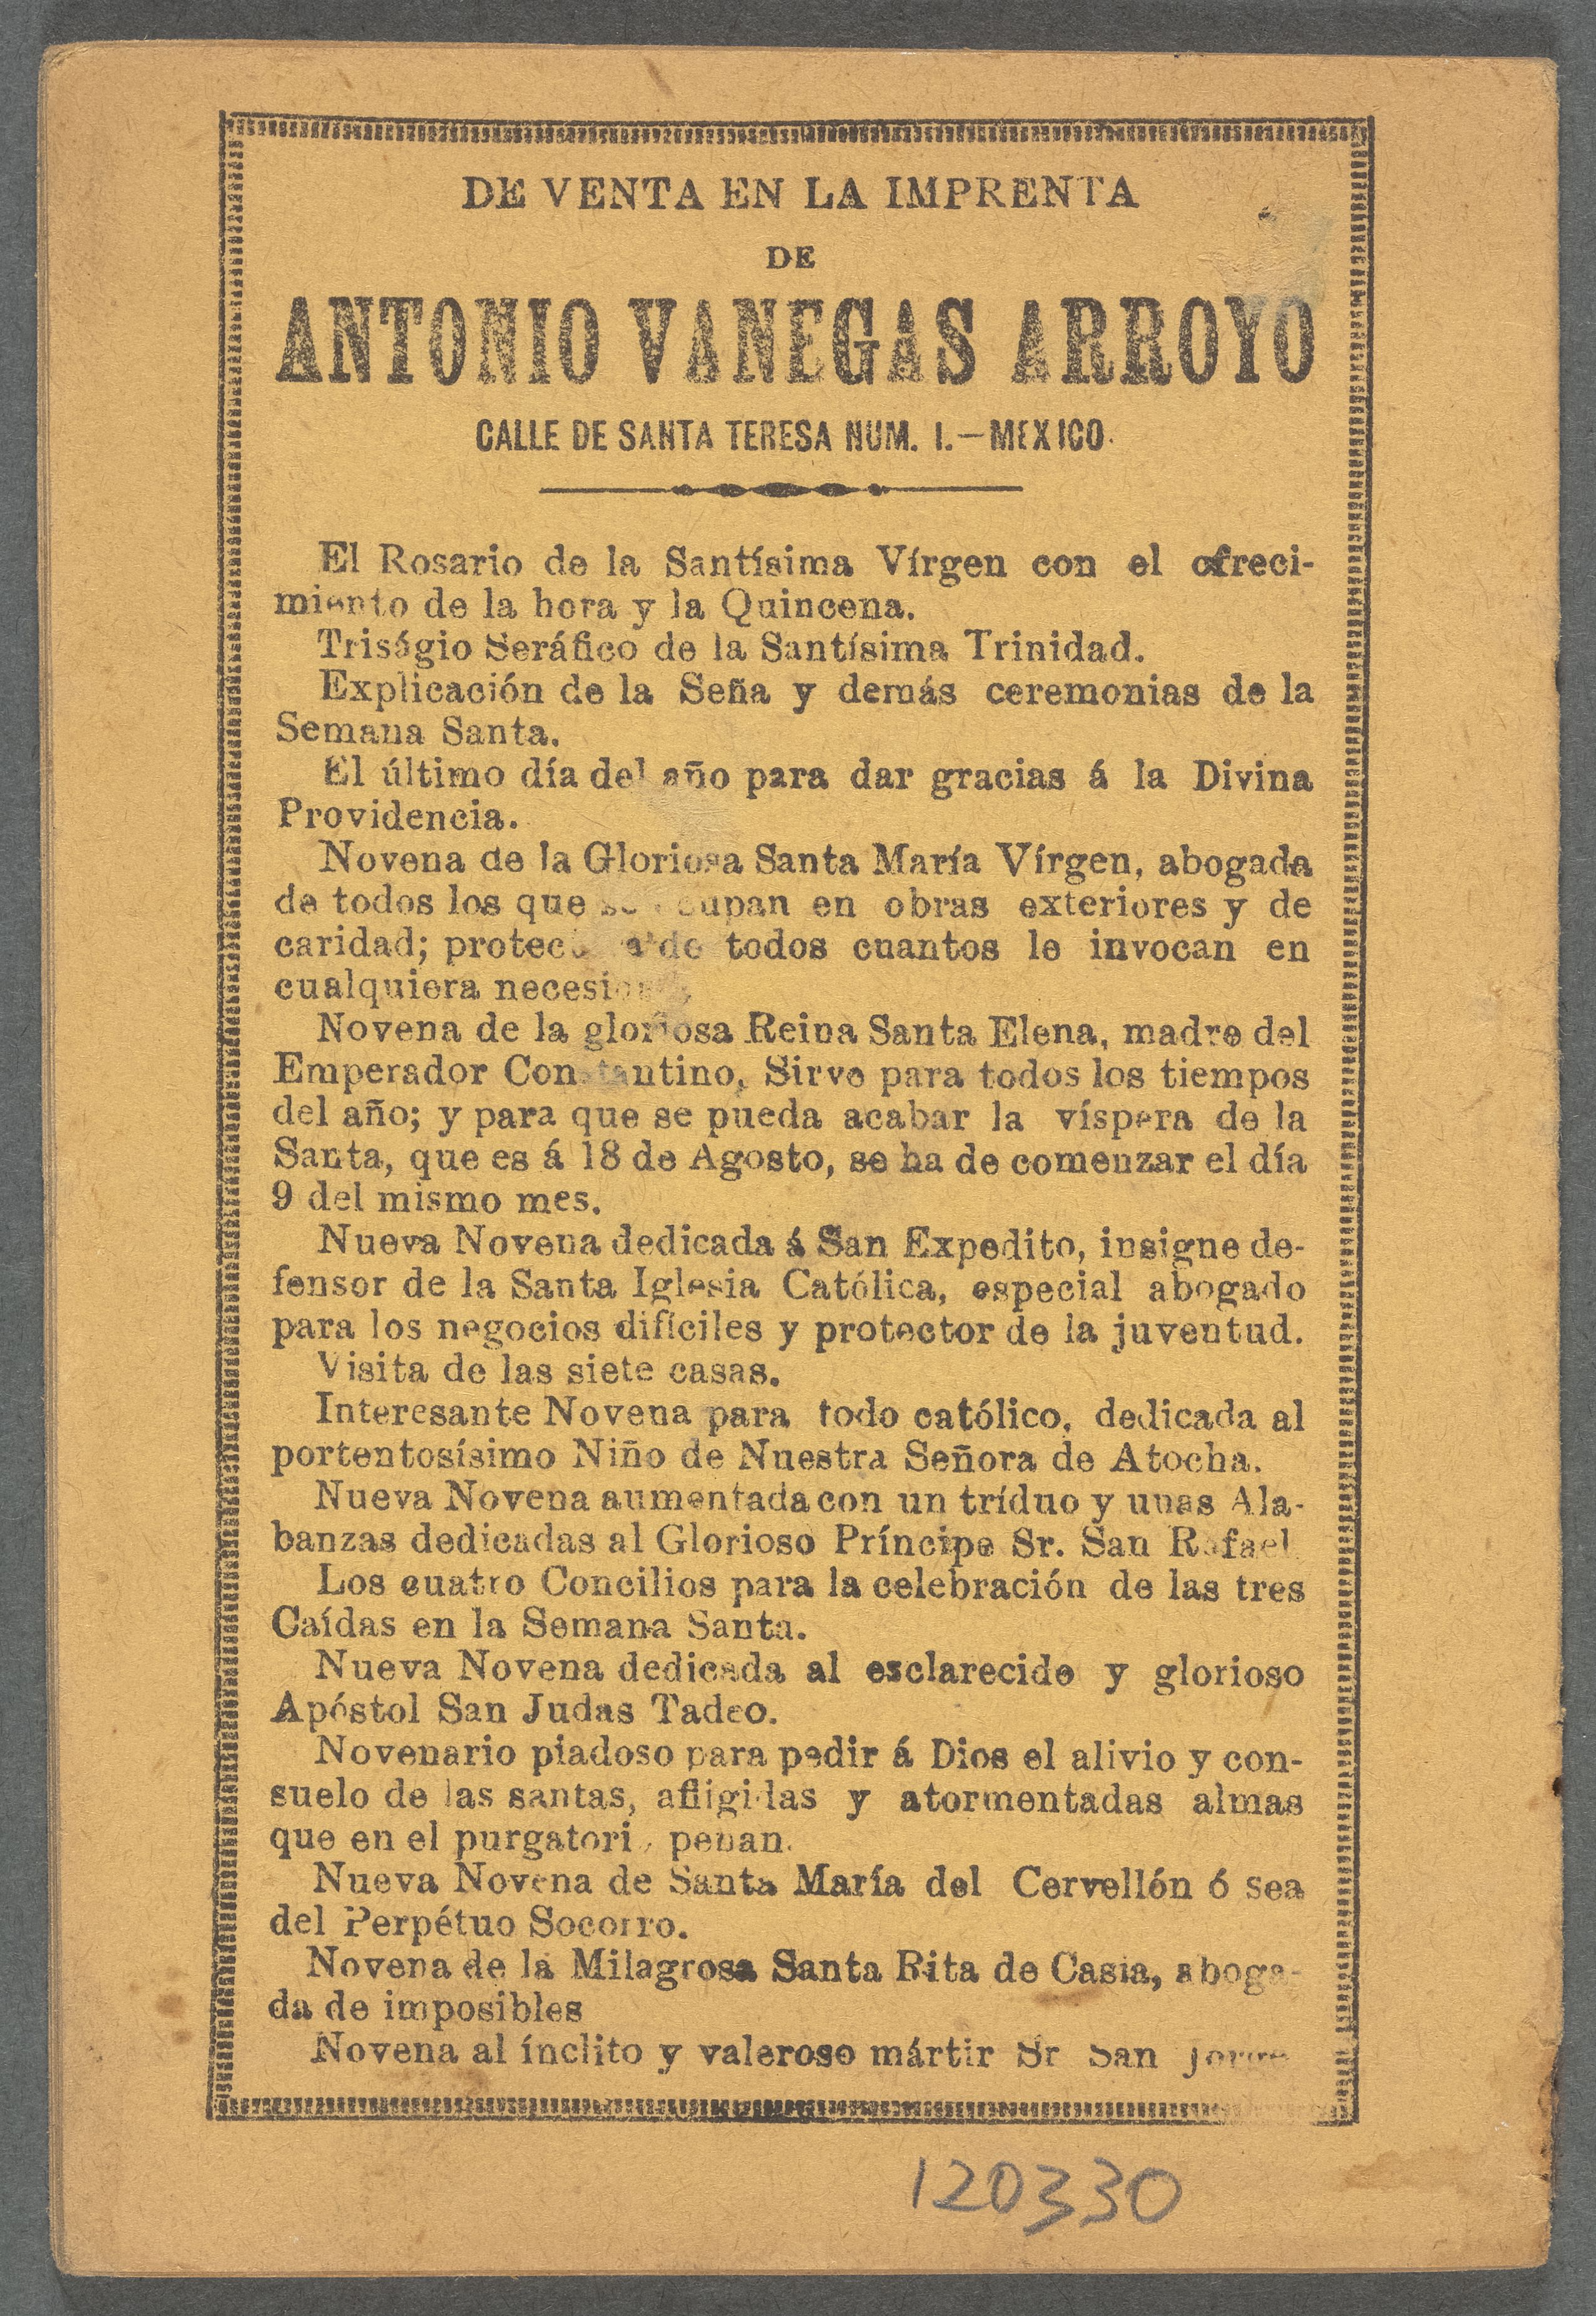 DE VENTA EN LA IMPRENTA
DE
ANTONIO VANEGAS ARROYO
CALLE DE SANTA TERESA NUM. 1.—MEXICO.
El Rosario de la Santísima Vírgen con el ofreci-
miento de la hora y la Quincena.
Triságio Seráfico de la Santísima Trinidad.
Explicación de la Seña y demás ceremonias de la
Semana Santa.
El último día del año para dar gracias á la Divina
Providencia.
Novena de la Gloriosa Santa María Vírgen, abogada
de todos los que se ocupan en obras exteriores y de
caridad; protectora de todos cuantos le invocan en
cualquiera
Novena de la gloriosa Reina Santa Elena, madre del
Emperador Constantino, Sirve para todos los tiempos
del año; y para que se pueda acabar la víspera de la
Santa, que es á 18 de Agosto, se ha de comenzar el día
9 del mismo mes.
Nueva Novena dedicada á San Expedito, insigne de-
fensor de la Santa Iglesia Católica, especial abogado
para los negocios difíciles y protector de la juventud.
Visita de las siete casas.
Interesante Novena para todo católico, dedicada al
portentosísimo Niño de Nuestra Señora de Atocha.
Nueva Novena aumentada con un tríduo y unas Ala-
banzas dedicadas al Glorioso Príncipe Sr. San Rafael
Los cuatro Concilios para la celebración de las tres
Caídas en la Semana Santa.
Nueva Novena dedicada al esclarecido y glorioso
Apóstol San Judas Tadeo.
Novenario piadoso para pedir á Dios el alivio y con-
suelo de las santas, afligidas y atormentadas almas
que en el purgatorio penan.
Nueva Novena de Santa María del Cervellón ó sea
del Perpétuo Socorro.
Novena de la Milagrosa Santa Rita de Casia, aboga-
da de imposibles
Novena al ínclito y valeroso mártir Sr San Jorge
120330